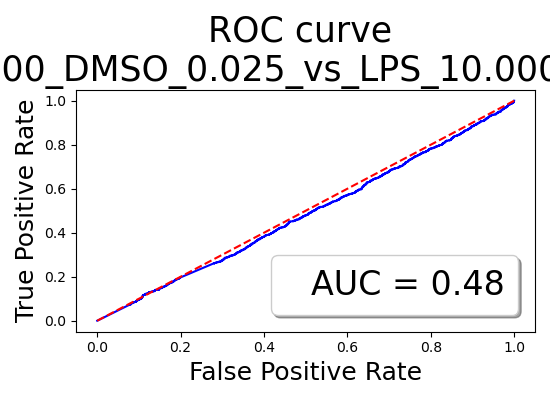 ROC curve
00_DMSO_0.025_vs_LPS_10.000
True Positive Rate
1.0
0.8
0.6
0.4
0.2
0.0
AUC = 0.48
0.0 0.2 0.4 0.6 0.8 1.0
False Positive Rate